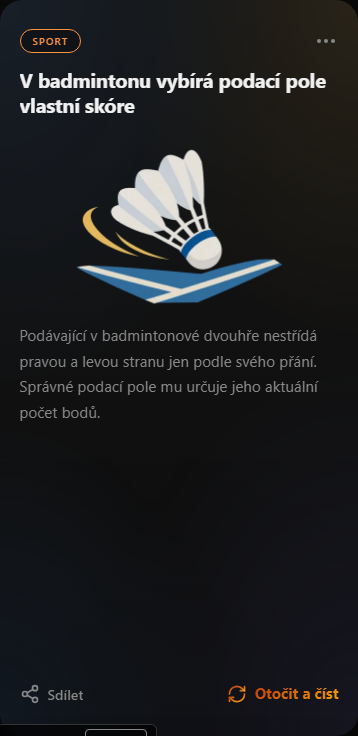 SPORT
V badmintonu vybírá podací pole
vlastní skóre
Podávající v badmintonové dvouhře nestřídá
pravou a levou stranu jen podle svého přání.
Správné podací pole mu určuje jeho aktuální
počet bodů.
Sdílet
Otočit a číst